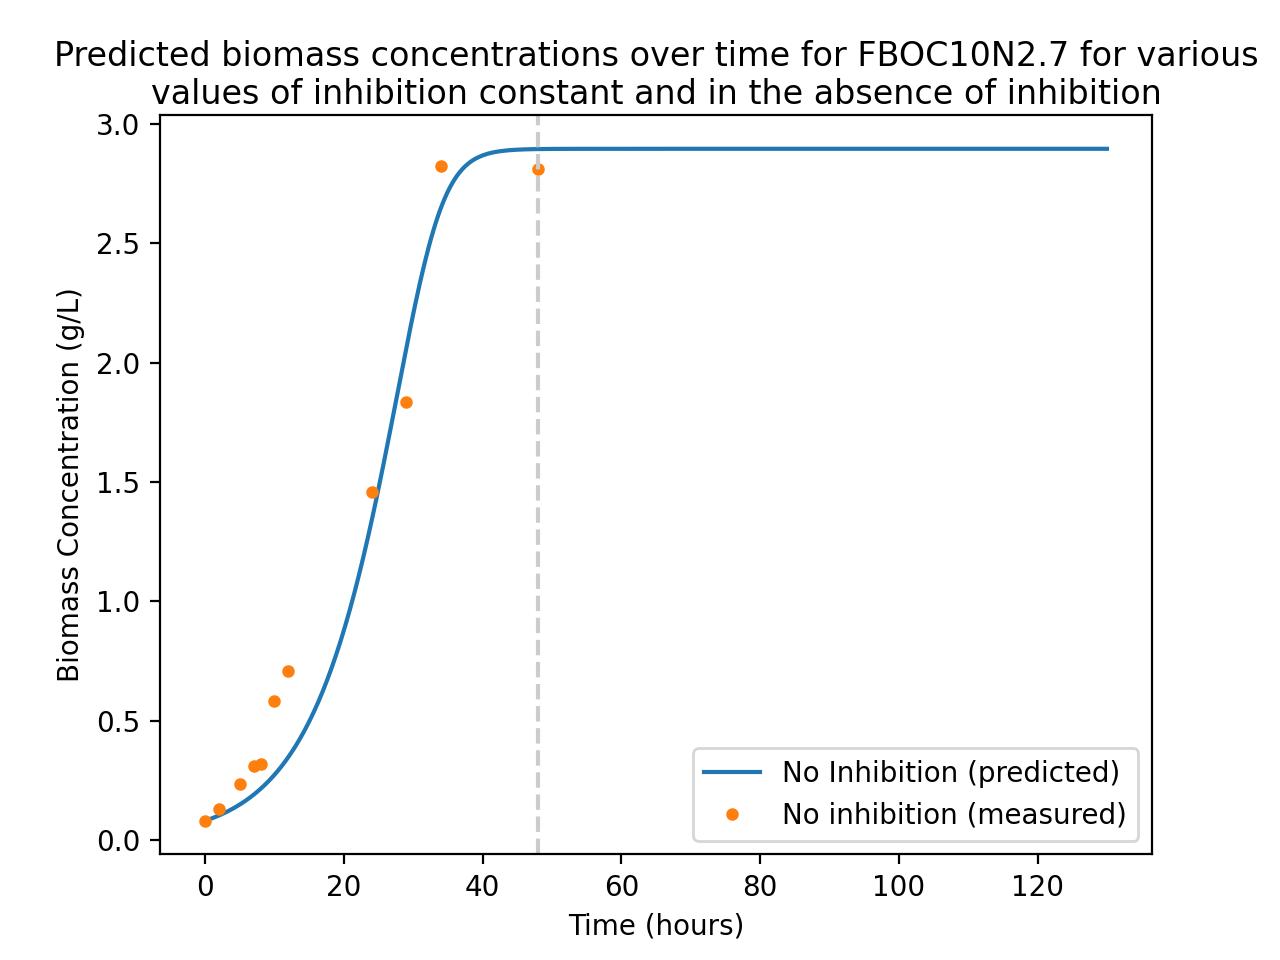 Predicted biomass concentrations over time for FBOC10N2.7 for various
values of inhibition constant and in the absence of inhibition
3.0
2.5
2.0
1.5
1.0
0.5
0.0
Biomass Concentration (g/L)
No Inhibition (predicted)
No inhibition (measured)
0 20 40 60 80 100 120
Time (hours)